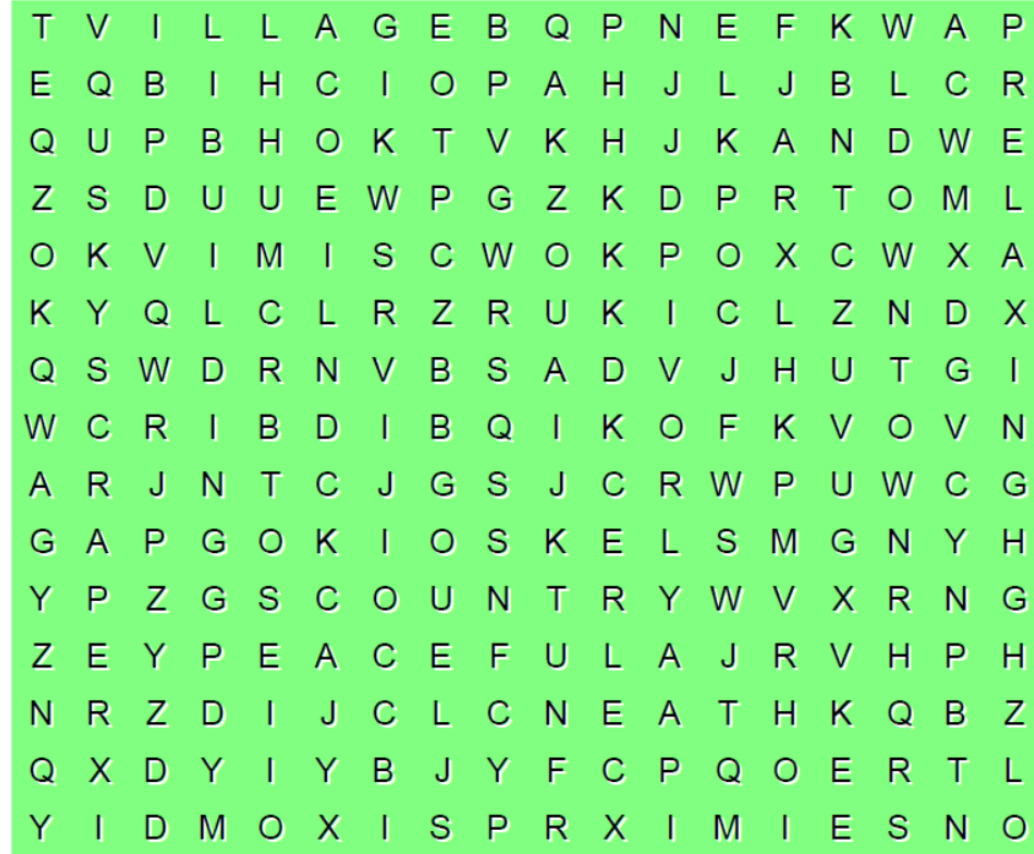 T V I L L A G E B Q P N E F K W A P
E Q B I H C I O P A H J L J B L C R
Q U P B H O K T V K H J K A N D W E
Z S D U U E W P G Z K D P R T O M L
O K V I M I S C W O K P O X C W X A
K Y Q L C L R Z R U K I C L Z N D X
Q S W D R N V B S A D V J H U T G I
W C R I B D I B Q I K O F K V O V N
A R J N T C J G S J C R W P U W C G
G A P G O K I O S K E L S M G N Y H
Y P Z G S C O U N T R Y W V X R N G
Z E Y P E A C E F U L A J R V H P H
N R Z D I J C L C N E A T H K Q B Z
Q X D Y I Y B J Y F C P Q O E R T L
Y I D M O X I S P R X I M I E S N O